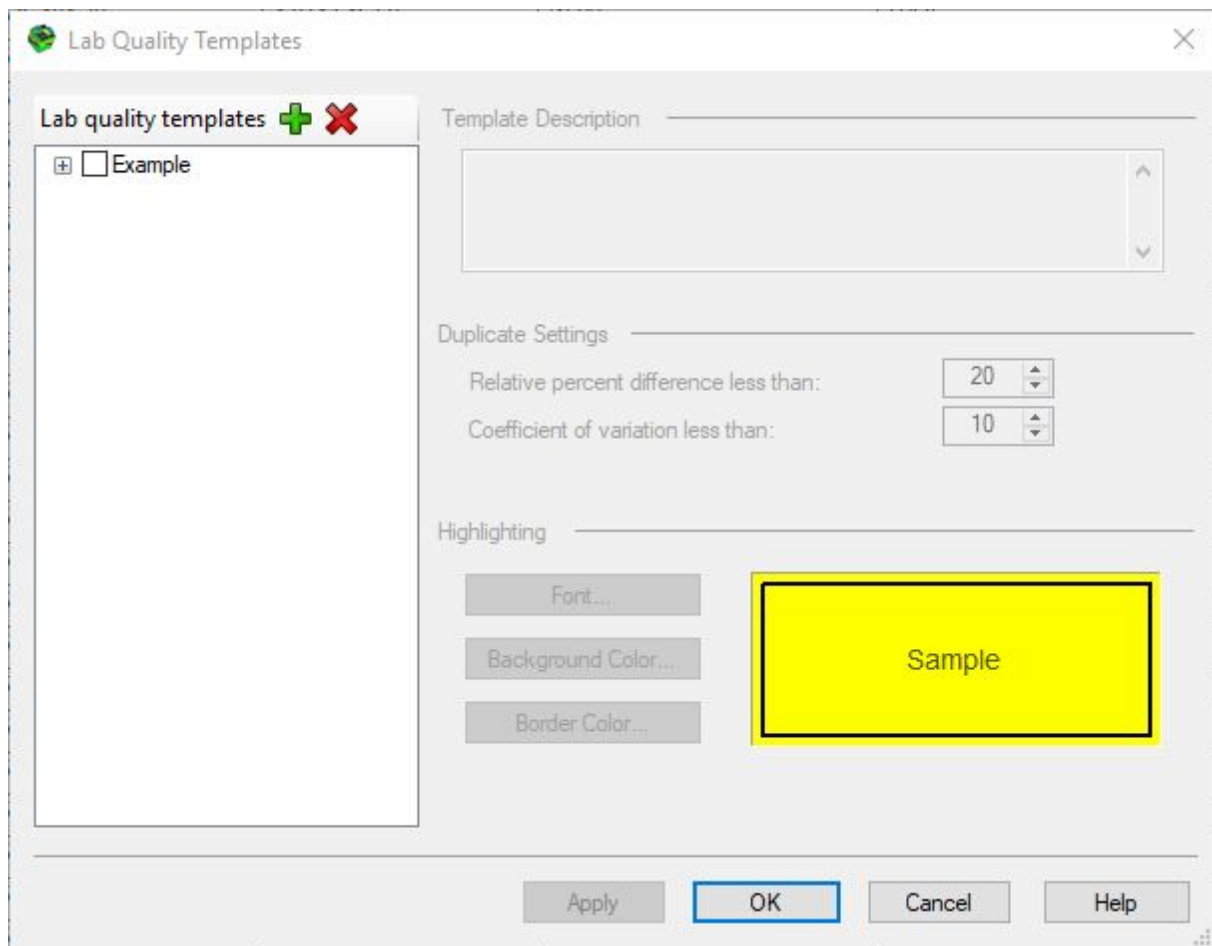 Lab Quality Templates
Lab quality templates
Example
Template Description
Duplicate Settings
Relative percent difference less than: 20
Coefficient of variation less than: 10
Highlighting
Font...
Background Color...
Border Color...
Sample
Apply OK Cancel Help